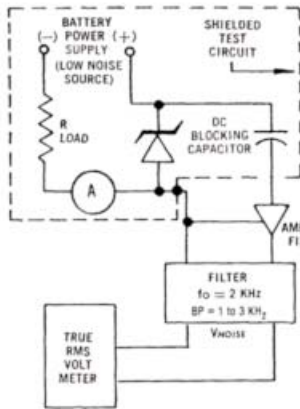 BATTERY
(-) POWER (+)
SUPPLY
(LOW NOISE
SOURCE)
SHIELDED
TEST
CIRCUIT
R
LOAD
DC
BLOCKING
CAPACITOR
A
FILTER
fo = 2 KHz
BP = 1 to 3 KHz
VNOISE
TRUE
RMS
VOLT
METER